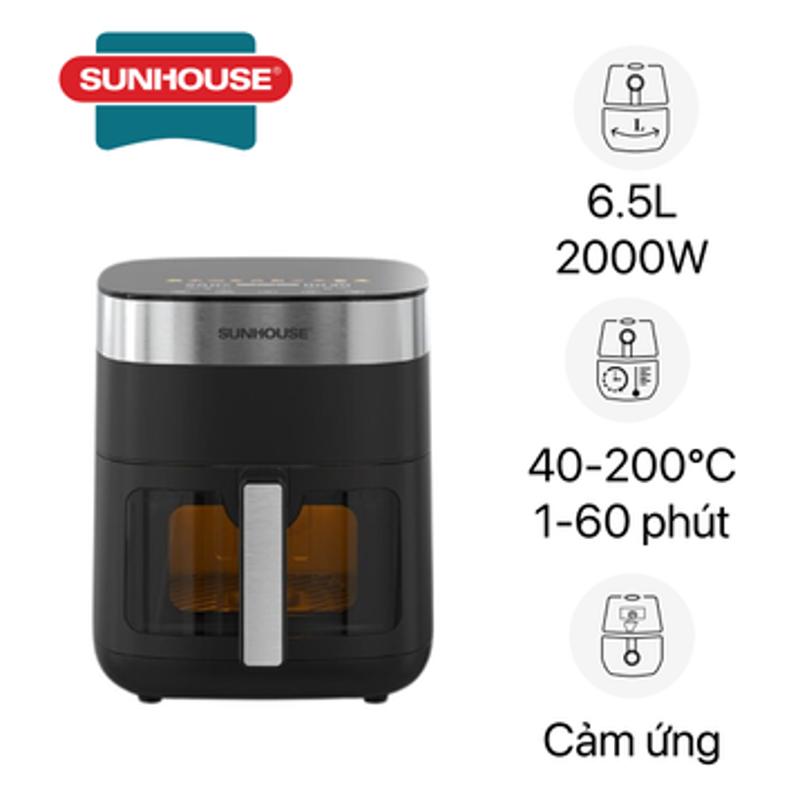 SUNHOUSE®
L
6.5L
2000W
SUNHOUSE
40-200°C
1-60 phút
Cảm ứng